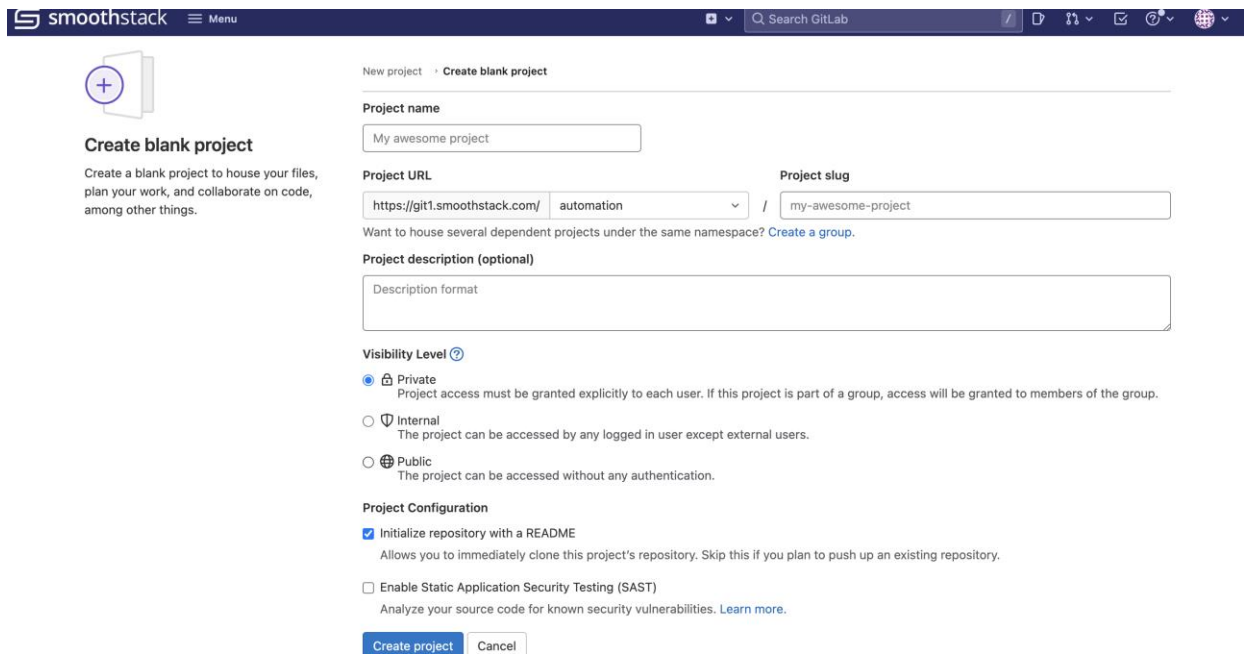 smoothstack Menu Search GitLab /
New project › Create blank project
Project name
My awesome project
Create blank project
Create a blank project to house your files,
plan your work, and collaborate on code,
among other things.
Project URL Project slug
https://git1.smoothstack.com/ automation / my-awesome-project
Want to house several dependent projects under the same namespace? Create a group.
Project description (optional)
Description format
Visibility Level ?
Private
Project access must be granted explicitly to each user. If this project is part of a group, access will be granted to members of the group.
Internal
The project can be accessed by any logged in user except external users.
Public
The project can be accessed without any authentication.
Project Configuration
Initialize repository with a README
Allows you to immediately clone this project's repository. Skip this if you plan to push up an existing repository.
Enable Static Application Security Testing (SAST)
Analyze your source code for known security vulnerabilities. Learn more.
Create project Cancel